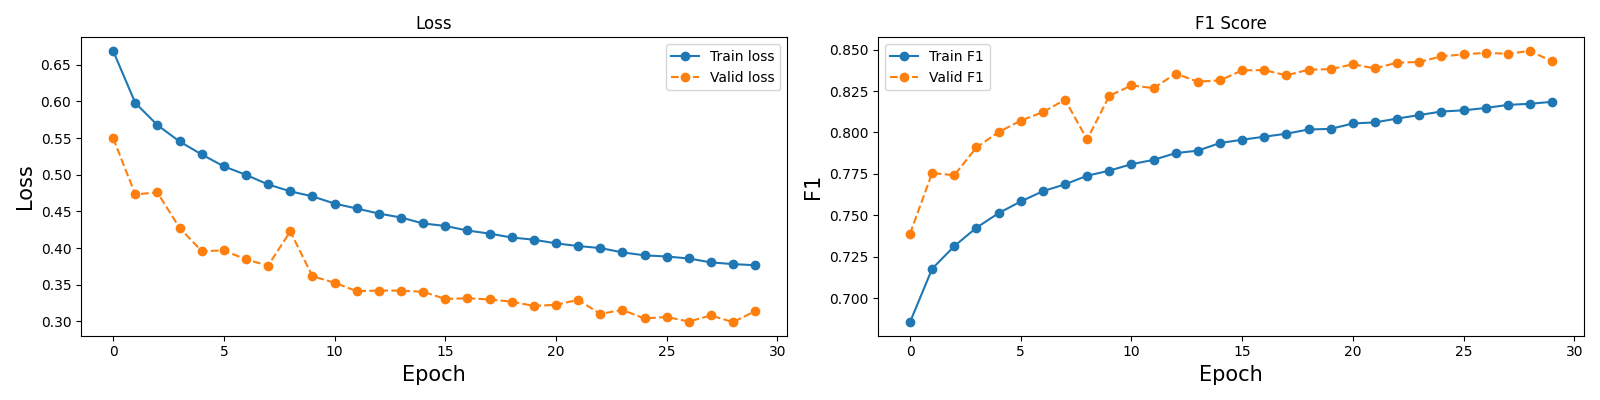 Loss
Train loss
Valid loss
0.65
0.60
0.55
0.50
0.45
0.40
0.35
0.30
Loss
0 5 10 15 20 25 30
Epoch
F1 Score
Train F1
Valid F1
0.850
0.825
0.800
0.775
0.750
0.725
0.700
F1
0 5 10 15 20 25 30
Epoch